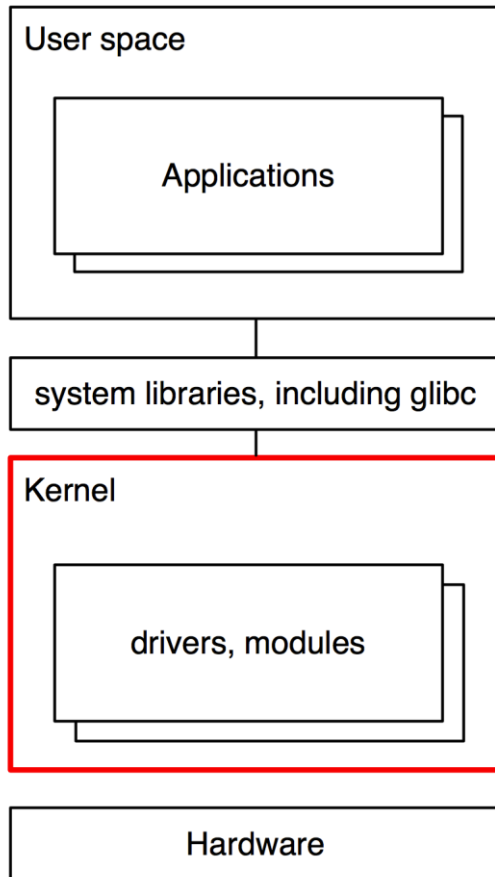 User space
Applications
system libraries, including glibc
Kernel
drivers, modules
Hardware